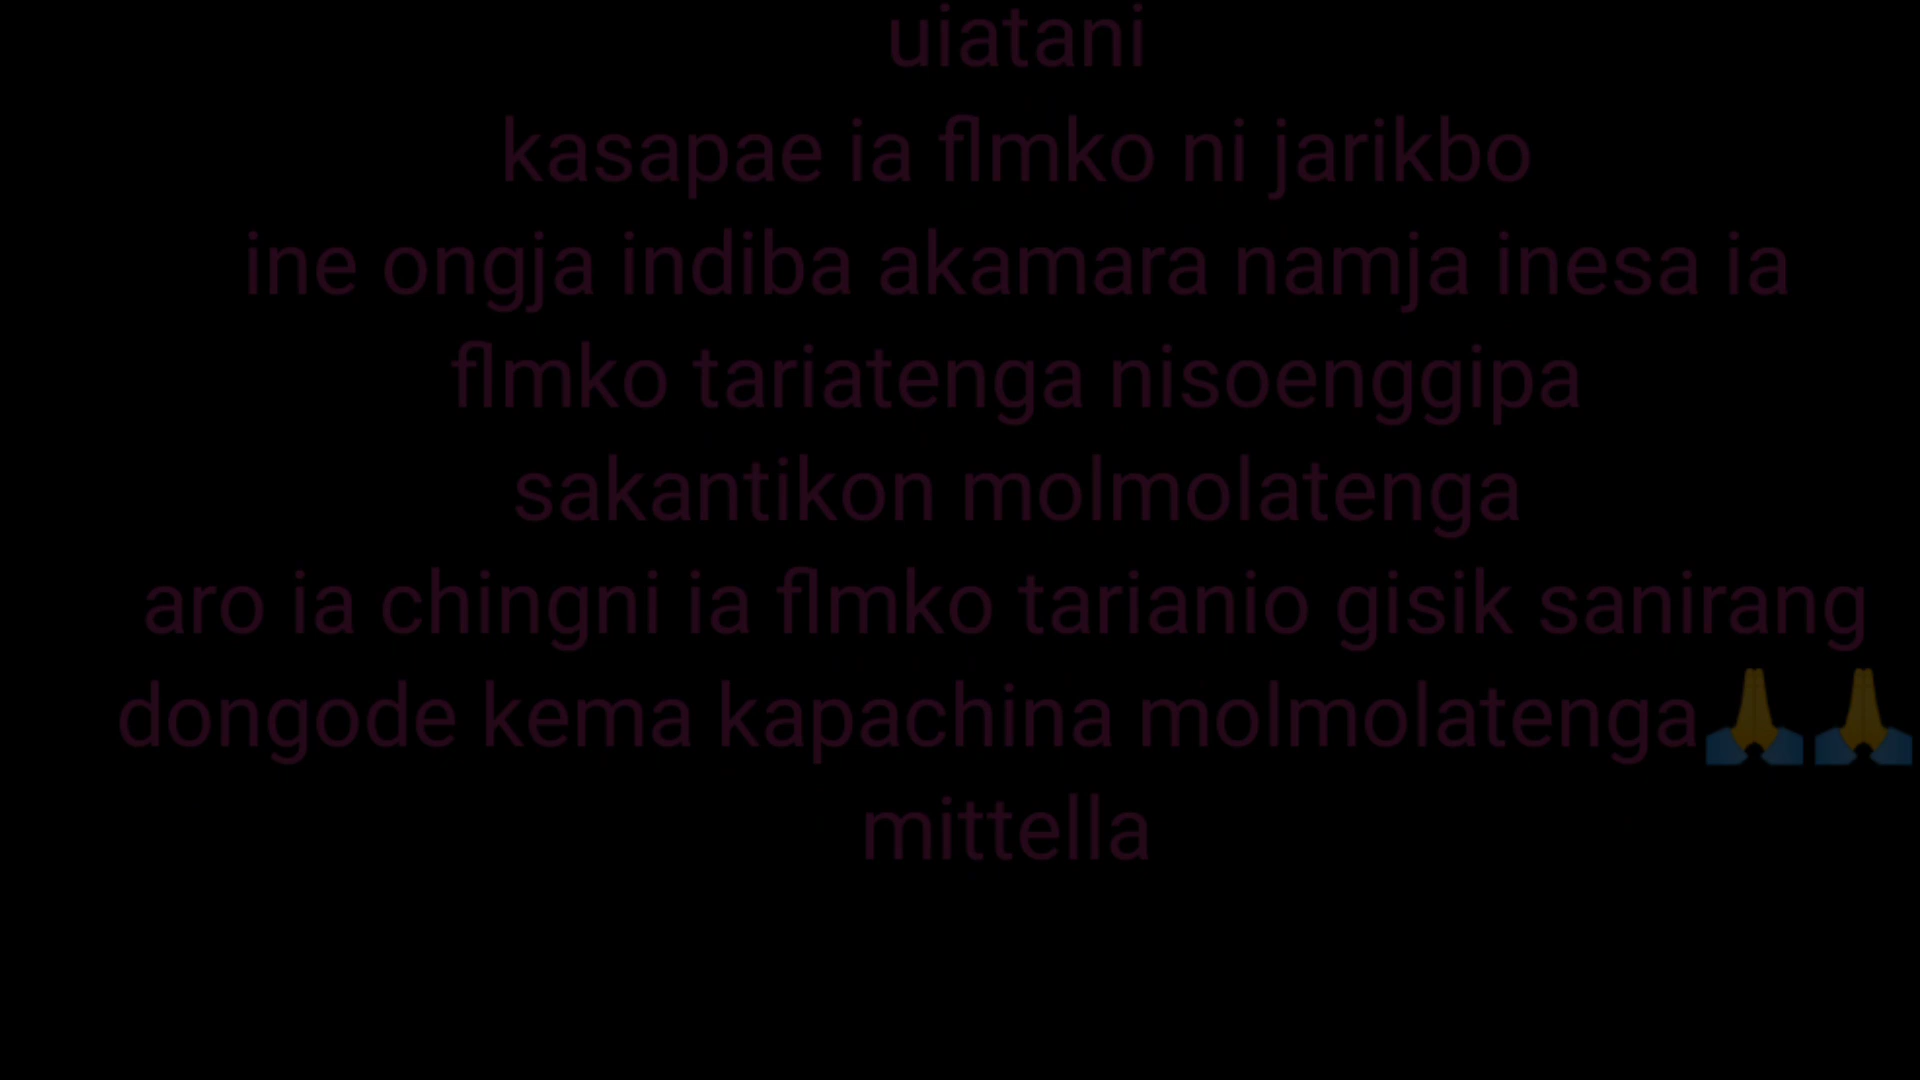 uiatani
kasapae ia flmko ni jarikbo
ine ongja indiba akamara namja inesa ia
flmko tariatenga nisoenggipa
sakantikon molmolatenga
aro ia chingni ia flmko tarianio gisik sanirang
dongode kema kapachina molmolatenga🙏🙏
mittella